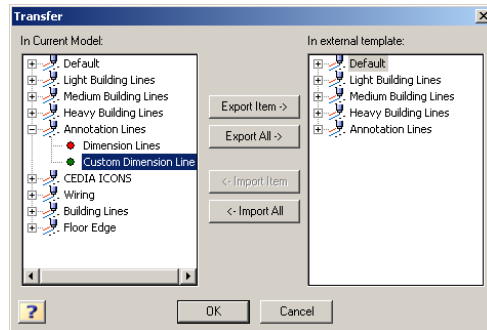 Transfer
In Current Model:
In external template:
Default
Light Building Lines
Medium Building Lines
Heavy Building Lines
Annotation Lines
Dimension Lines
Custom Dimension Line
CEDIA ICONS
Wiring
Building Lines
Floor Edge
Export Item ->
Export All ->
<- Import Item
<- Import All
Default
Light Building Lines
Medium Building Lines
Heavy Building Lines
Annotation Lines
?
OK
Cancel